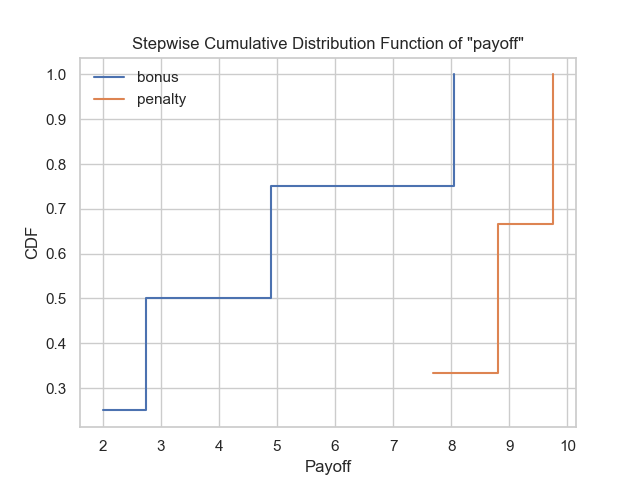 Stepwise Cumulative Distribution Function of "payoff"
bonus
penalty
1.0
0.9
0.8
0.7
0.6
0.5
0.4
0.3
CDF
2 3 4 5 6 7 8 9 10
Payoff